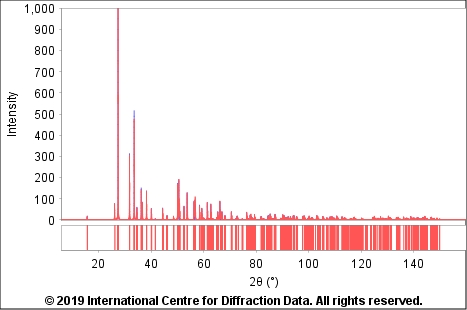 1,000
900
800
700
600
500
400
300
200
100
0
Intensity
20 40 60 80 100 120 140
2θ (°)
© 2019 International Centre for Diffraction Data. All rights reserved.